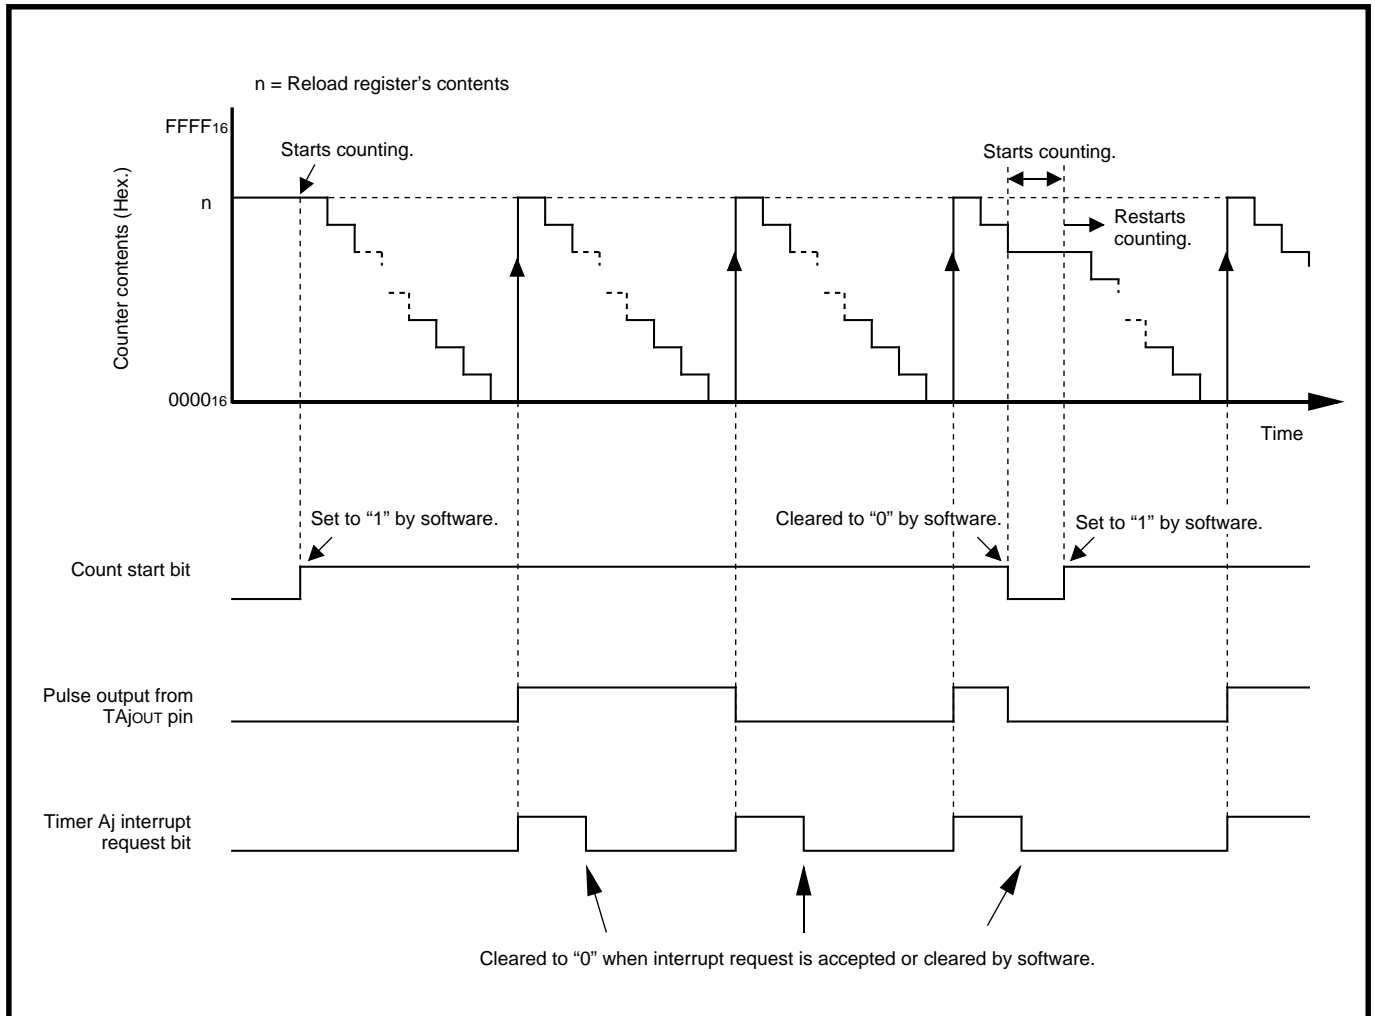 n = Reload register’s contents
FFFF16
Starts counting.
Starts counting.
Counter contents (Hex.)
n
Restarts
counting.
000016
Time
Set to “1” by software.
Cleared to “0” by software.
Set to “1” by software.
Count start bit
Pulse output from
TAjOUT pin
Timer Aj interrupt
request bit
Cleared to “0” when interrupt request is accepted or cleared by software.